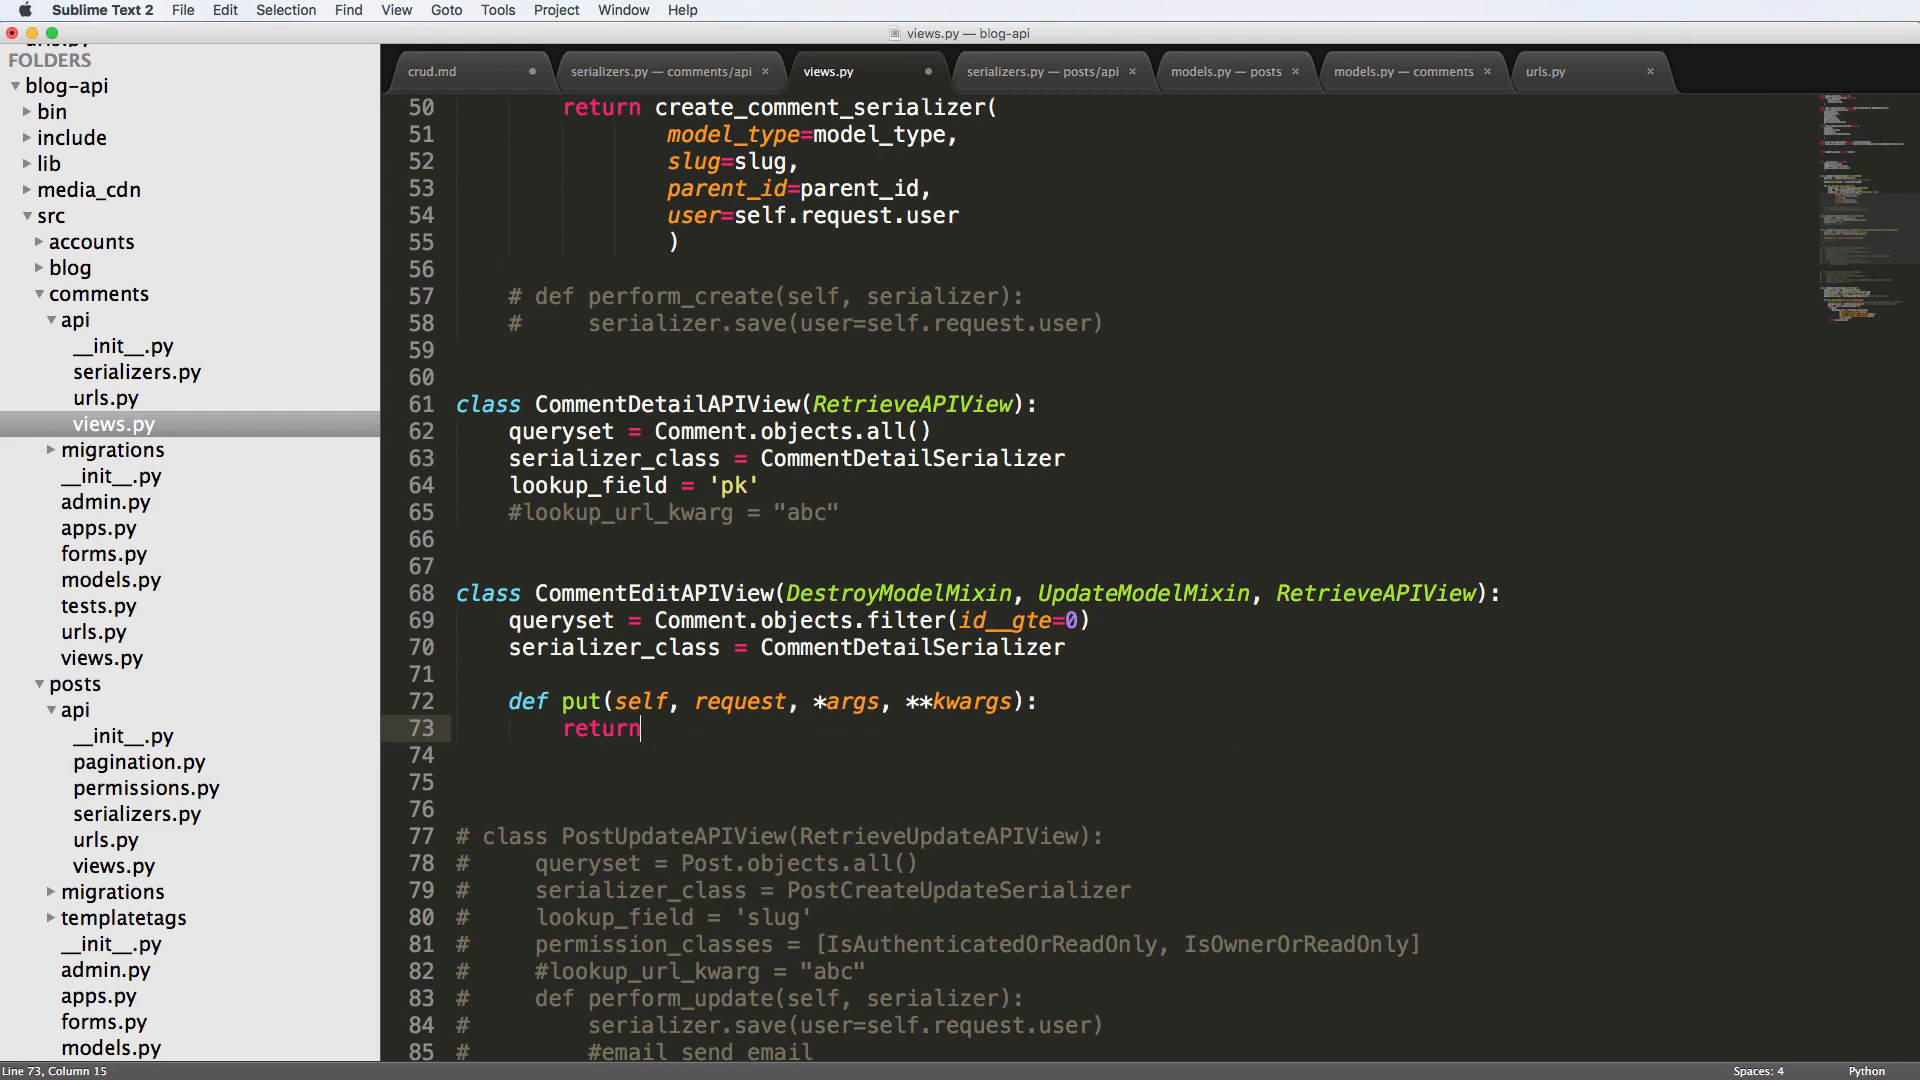 Sublime Text 2 File Edit Selection Find View Goto Tools Project Window Help
views.py — blog-api
FOLDERS
blog-api
bin
include
lib
media_cdn
src
accounts
blog
comments
api
__init__.py
serializers.py
urls.py
views.py
migrations
__init__.py
admin.py
apps.py
forms.py
models.py
tests.py
urls.py
views.py
posts
api
__init__.py
pagination.py
permissions.py
serializers.py
urls.py
views.py
migrations
templatetags
__init__.py
admin.py
apps.py
forms.py
models.py
crud.md serializers.py — comments/api × views.py serializers.py — posts/api × models.py — posts × models.py — comments × urls.py ×
50 return create_comment_serializer(
51 model_type=model_type,
52 slug=slug,
53 parent_id=parent_id,
54 user=self.request.user
55 )
56
57 # def perform_create(self, serializer):
58 # serializer.save(user=self.request.user)
59
60
61 class CommentDetailAPIView(RetrieveAPIView):
62 queryset = Comment.objects.all()
63 serializer_class = CommentDetailSerializer
64 lookup_field = 'pk'
65 #lookup_url_kwarg = "abc"
66
67
68 class CommentEditAPIView(DestroyModelMixin, UpdateModelMixin, RetrieveAPIView):
69 queryset = Comment.objects.filter(id__gte=0)
70 serializer_class = CommentDetailSerializer
71
72 def put(self, request, *args, **kwargs):
73 return
74
75
76
77 # class PostUpdateAPIView(RetrieveUpdateAPIView):
78 # queryset = Post.objects.all()
79 # serializer_class = PostCreateUpdateSerializer
80 # lookup_field = 'slug'
81 # permission_classes = [IsAuthenticatedOrReadOnly, IsOwnerOrReadOnly]
82 # #lookup_url_kwarg = "abc"
83 # def perform_update(self, serializer):
84 # serializer.save(user=self.request.user)
85 # #email send_email
Line 73, Column 15 Spaces: 4 Python